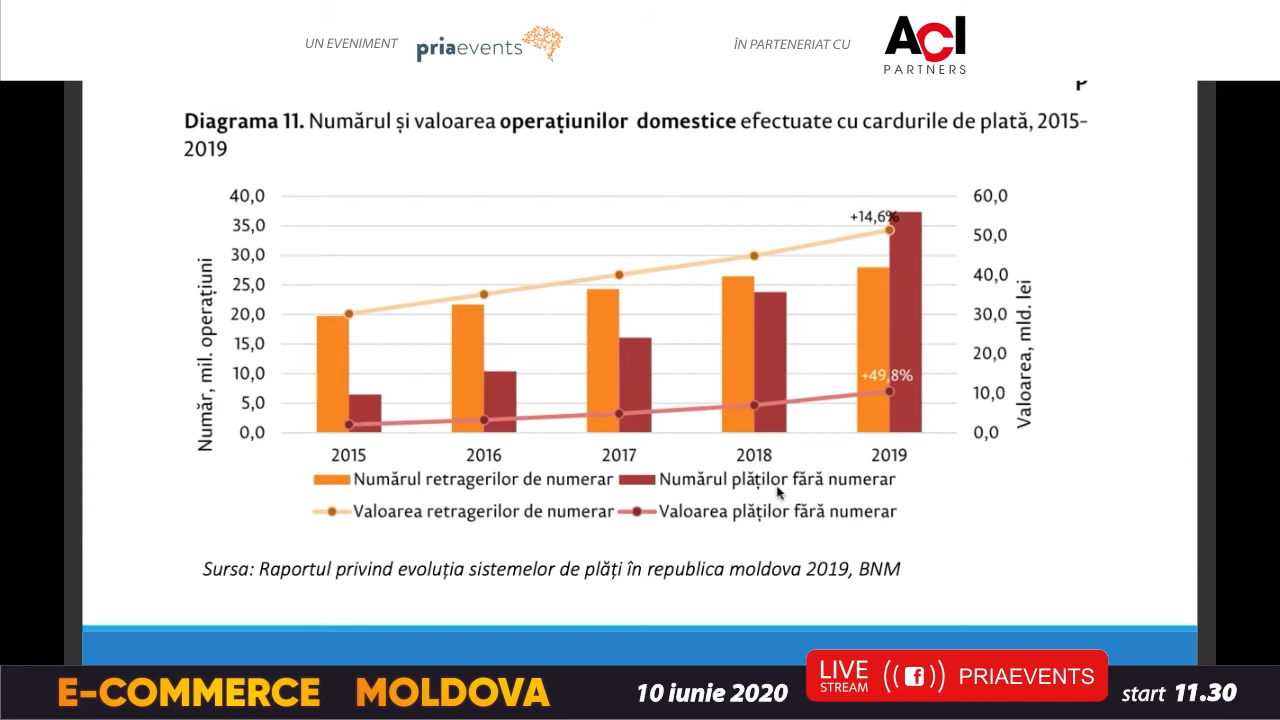 UN EVENIMENT priaevents ÎN PARTENERIAT CU ACI PARTNERS
Diagrama 11. Numărul și valoarea operațiunilor domestice efectuate cu cardurile de plată, 2015-
2019
Număr, mil. operațiuni
40,0
35,0
30,0
25,0
20,0
15,0
10,0
5,0
0,0
+14,6%
+49,8%
60,0
50,0
40,0
30,0
20,0
10,0
0,0
Valoarea, mld. lei
2015 2016 2017 2018 2019
Numărul retragerilor de numerar Numărul plăților fără numerar
Valoarea retragerilor de numerar Valoarea plăților fără numerar
Sursa: Raportul privind evoluția sistemelor de plăți în republica moldova 2019, BNM
E-COMMERCE MOLDOVA 10 iunie 2020 LIVE STREAM PRIAEVENTS start 11.30